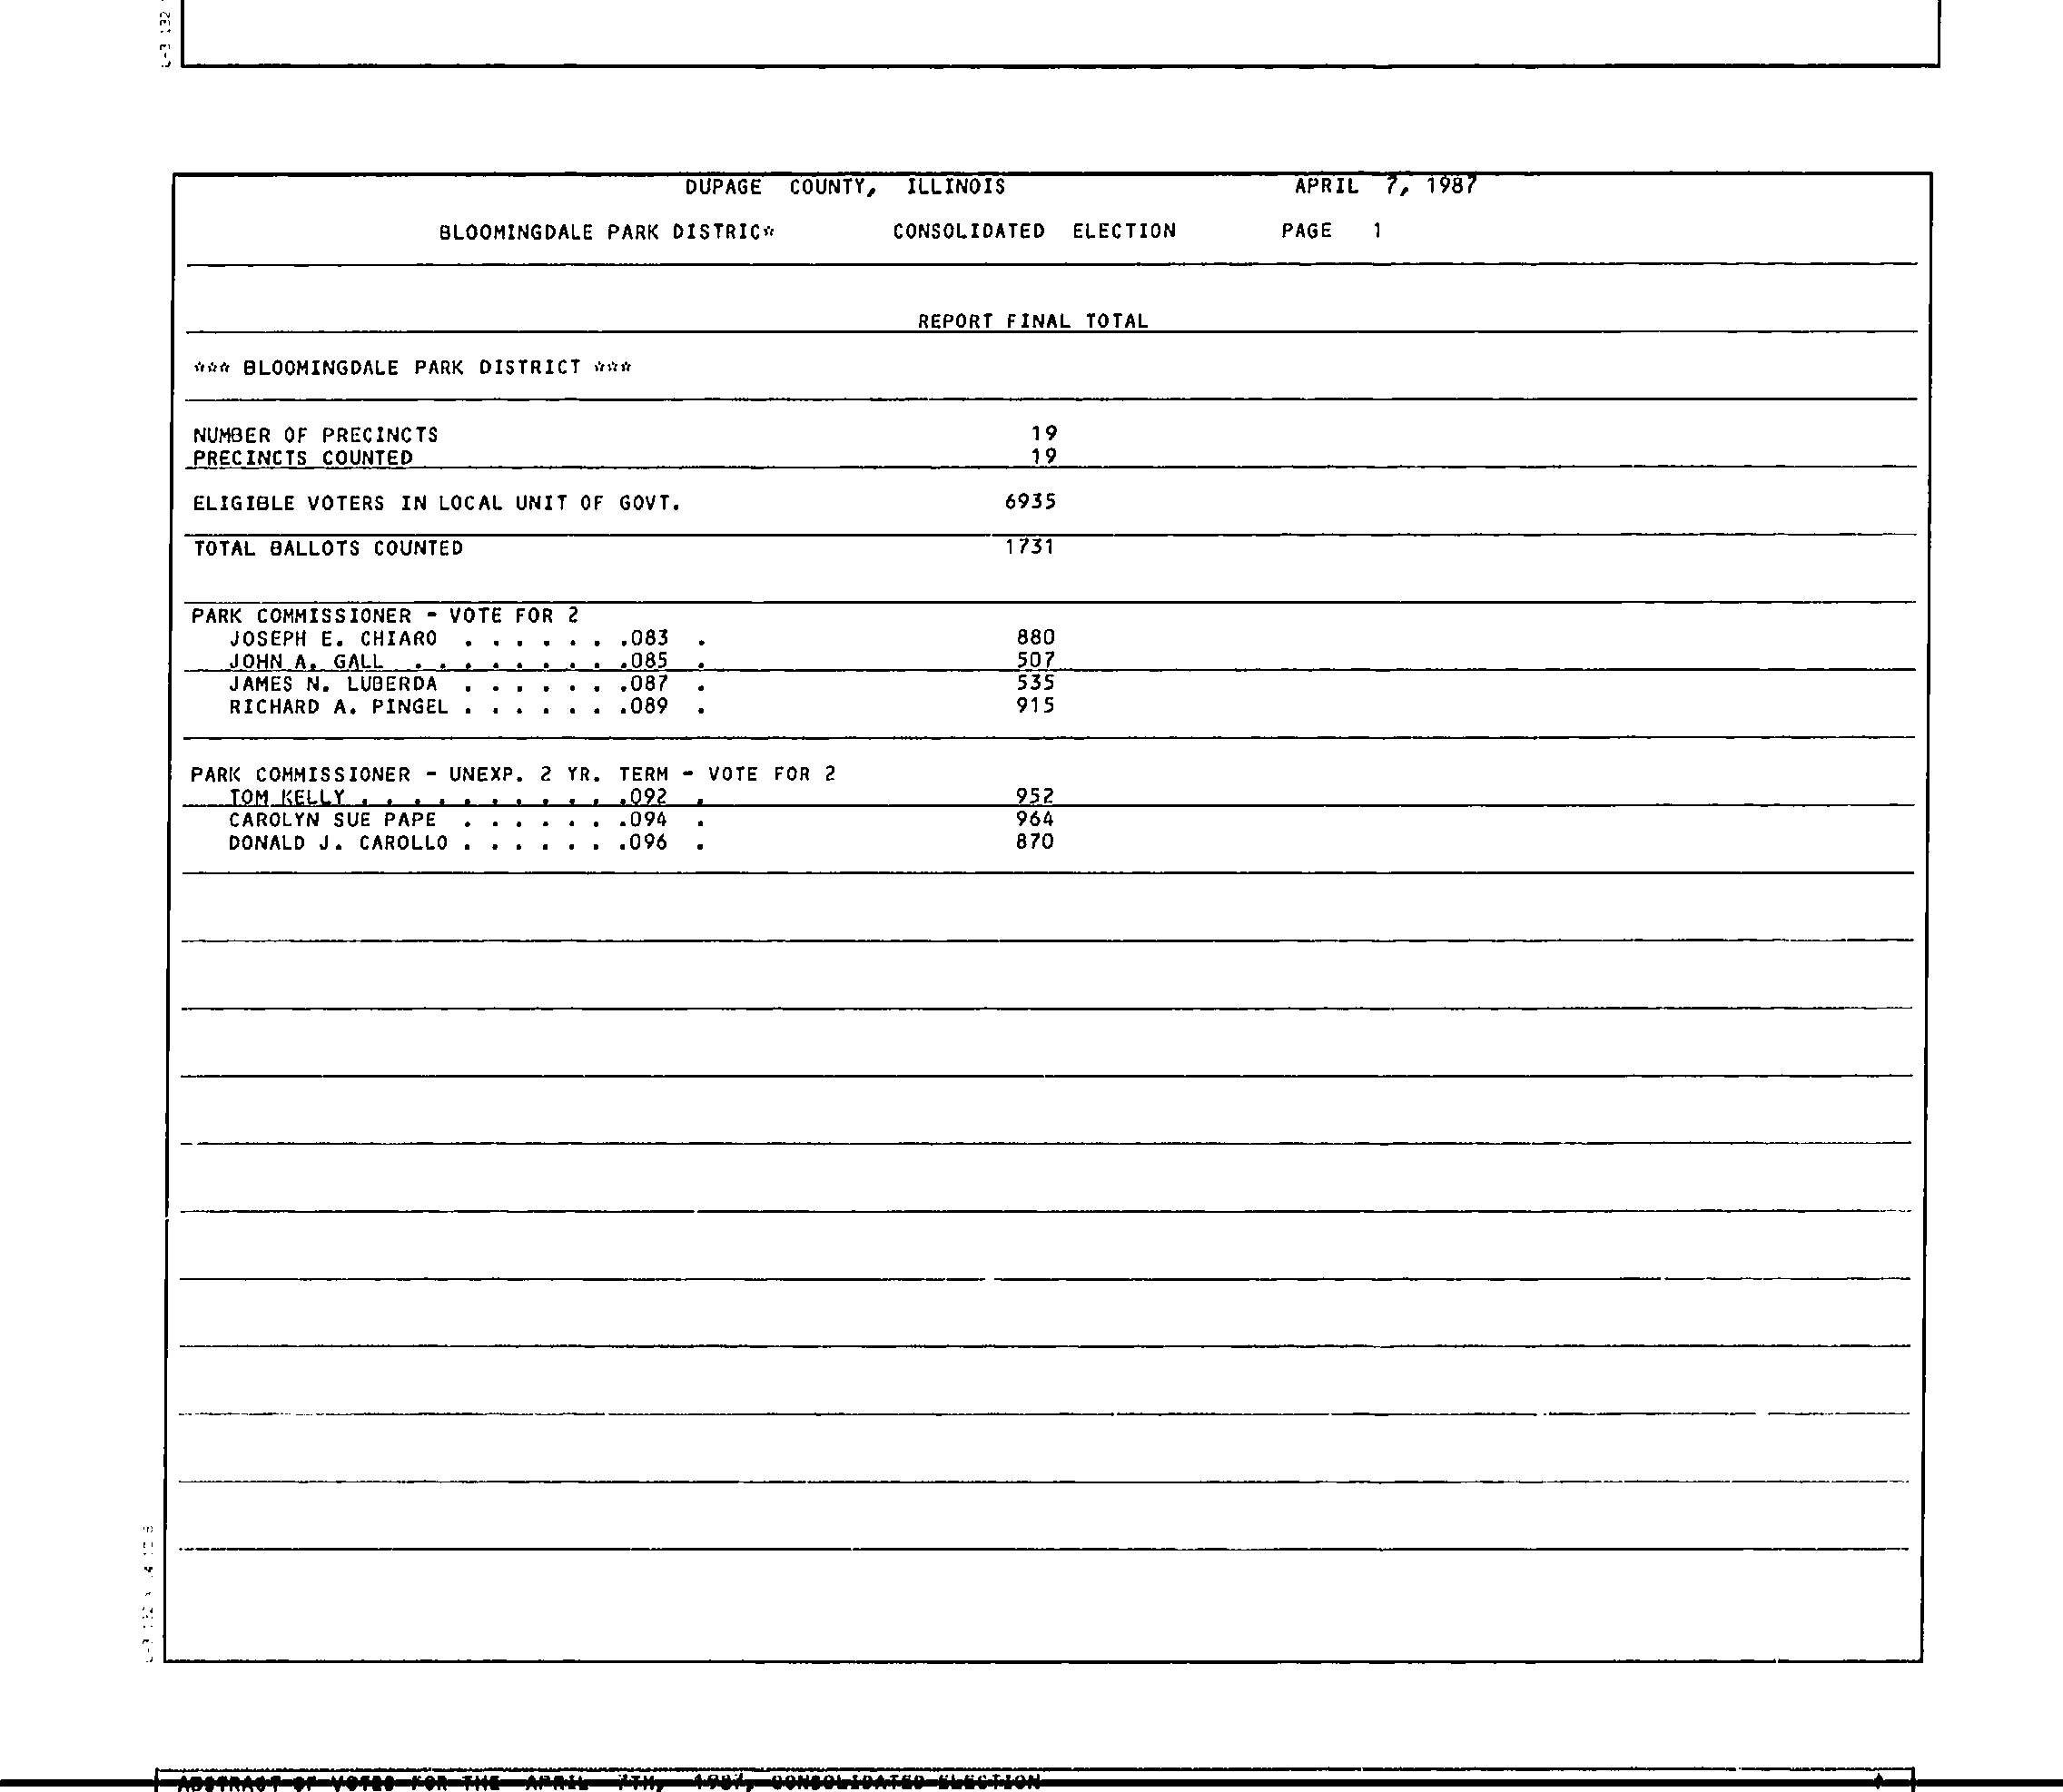 DUPAGE COUNTY, ILLINOIS APRIL 7, 1987
BLOOMINGDALE PARK DISTRIC* CONSOLIDATED ELECTION PAGE 1
REPORT FINAL TOTAL
*** BLOOMINGDALE PARK DISTRICT ***
NUMBER OF PRECINCTS 19
PRECINCTS COUNTED 19
ELIGIBLE VOTERS IN LOCAL UNIT OF GOVT. 6935
TOTAL BALLOTS COUNTED 1731
PARK COMMISSIONER - VOTE FOR 2
JOSEPH E. CHIARO . . . . . . .083 . 880
JOHN A. GALL . . . . . . . . .085 . 507
JAMES N. LUBERDA . . . . . . .087 . 535
RICHARD A. PINGEL . . . . . . .089 . 915
PARK COMMISSIONER - UNEXP. 2 YR. TERM - VOTE FOR 2
TOM KELLY . . . . . . . . . . .092 . 952
CAROLYN SUE PAPE . . . . . . .094 . 964
DONALD J. CAROLLO . . . . . . .096 . 870
ABSTRACT OF VOTES FOR THE APRIL 7TH, 1987, CONSOLIDATED ELECTION